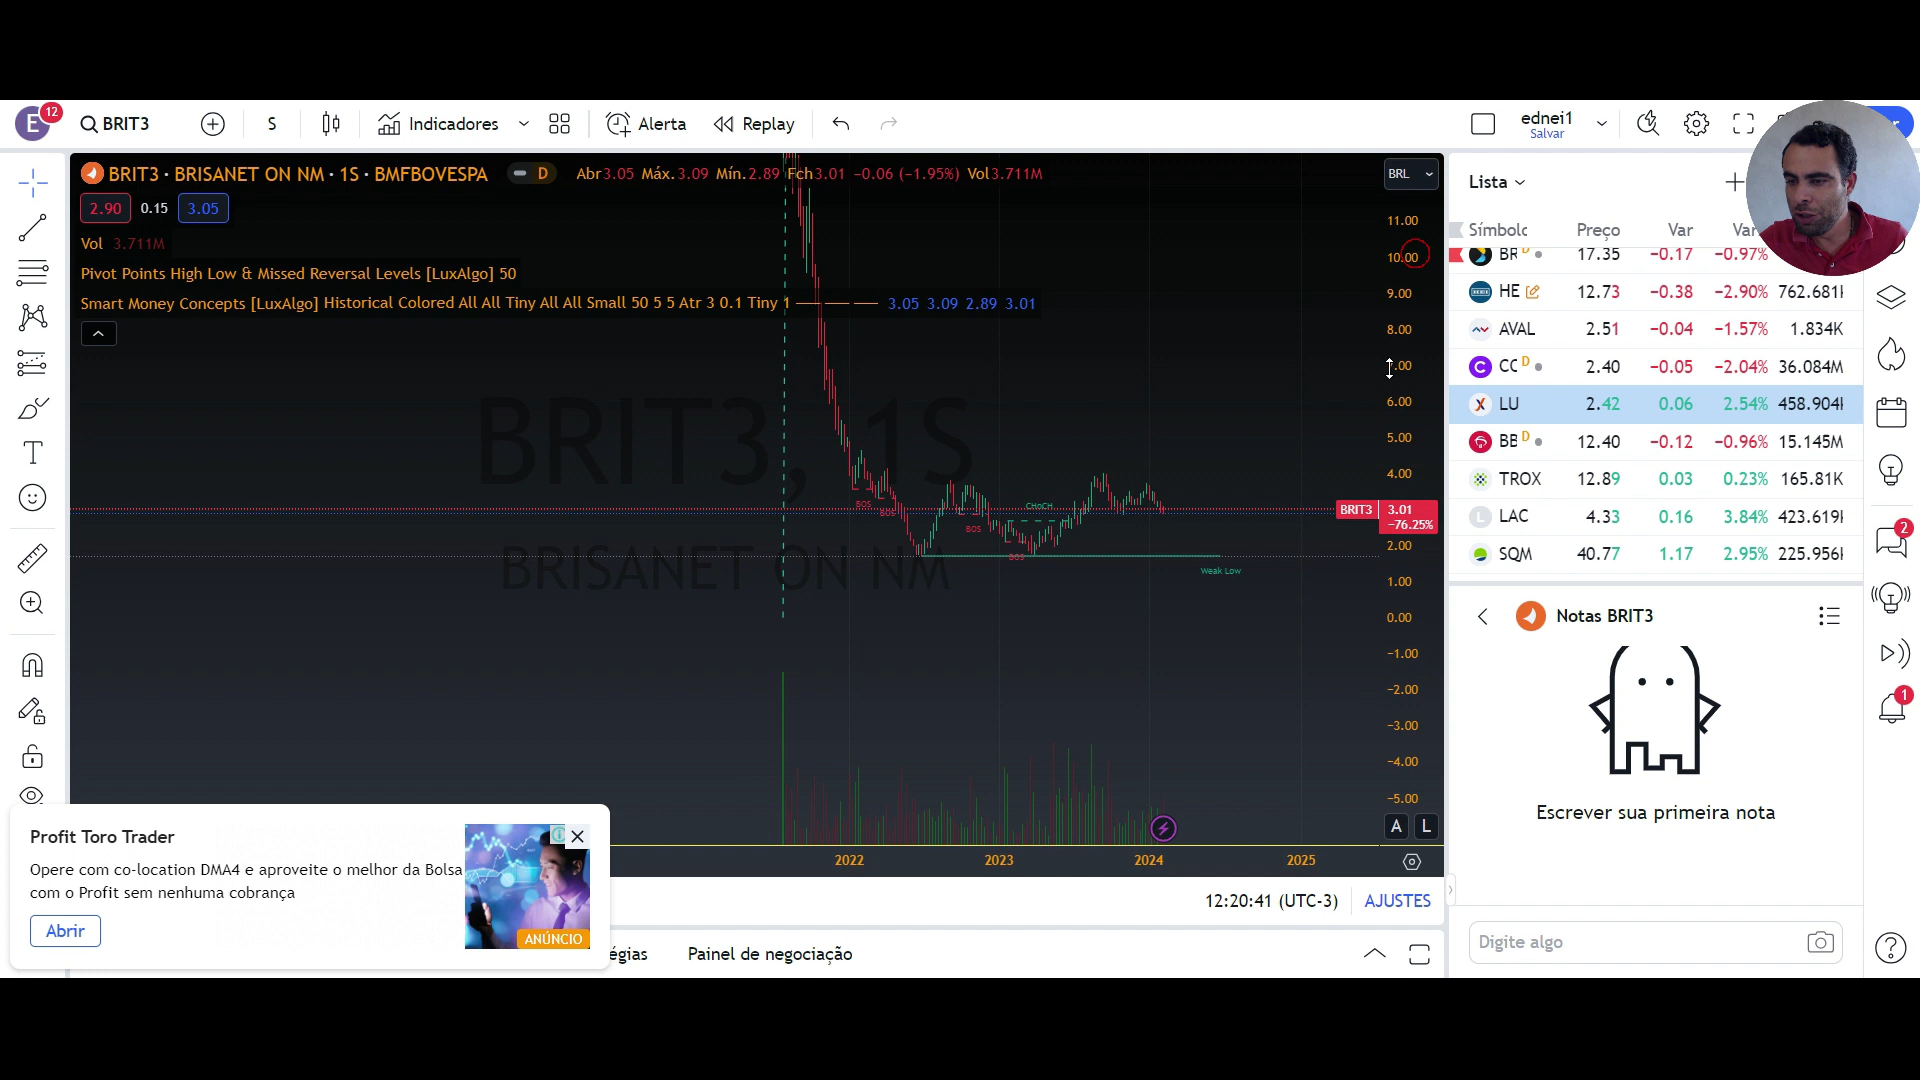 E 12 BRIT3 S Indicadores Alerta Replay ednei1
Salvar
BRIT3 · BRISANET ON NM · 1S · BMFBOVESPA D Abr3.05 Máx.3.09 Mín.2.89 Fch3.01 −0.06 (−1.95%) Vol3.711M BRL
2.90 0.15 3.05
Vol 3.711M
Pivot Points High Low & Missed Reversal Levels [LuxAlgo] 50
Smart Money Concepts [LuxAlgo] Historical Colored All All Tiny All All Small 50 5 5 Atr 3 0.1 Tiny 1 3.05 3.09 2.89 3.01
BRIT3, 1S
BRISANET ON NM
BOS
BOS
BOS
CHoCH
BOS
Weak Low
11.00
10.00
9.00
8.00
7.00
6.00
5.00
4.00
BRIT3 3.01
−76.25%
2.00
1.00
0.00
−1.00
−2.00
−3.00
−4.00
−5.00
A L
2022 2023 2024 2025
12:20:41 (UTC-3) AJUSTES
égias Painel de negociação
Profit Toro Trader
Opere com co-location DMA4 e aproveite o melhor da Bolsa
com o Profit sem nenhuma cobrança
Abrir
ANÚNCIO
Lista
Símbolo Preço Var Var
BR D 17.35 −0.17 −0.97%
HE 12.73 −0.38 −2.90% 762.681
AVAL 2.51 −0.04 −1.57% 1.834K
CC D 2.40 −0.05 −2.04% 36.084M
LU 2.42 0.06 2.54% 458.904
BB D 12.40 −0.12 −0.96% 15.145M
TROX 12.89 0.03 0.23% 165.81K
L LAC 4.33 0.16 3.84% 423.619
SQM 40.77 1.17 2.95% 225.956
Notas BRIT3
Escrever sua primeira nota
Digite algo
2
1